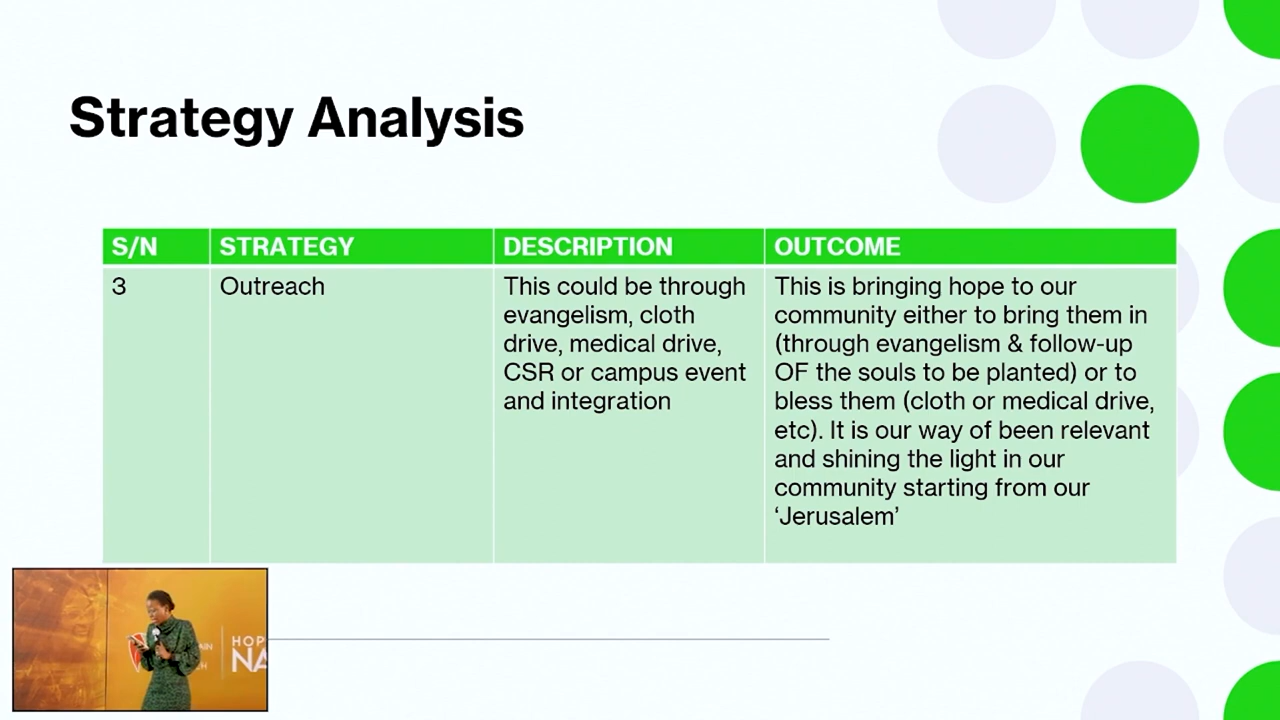 Strategy Analysis
S/N STRATEGY DESCRIPTION OUTCOME
3 Outreach
This could be through
evangelism, cloth
drive, medical drive,
CSR or campus event
and integration
This is bringing hope to our
community either to bring them in
(through evangelism & follow-up
OF the souls to be planted) or to
bless them (cloth or medical drive,
etc). It is our way of been relevant
and shining the light in our
community starting from our
‘Jerusalem’
HOP
NA